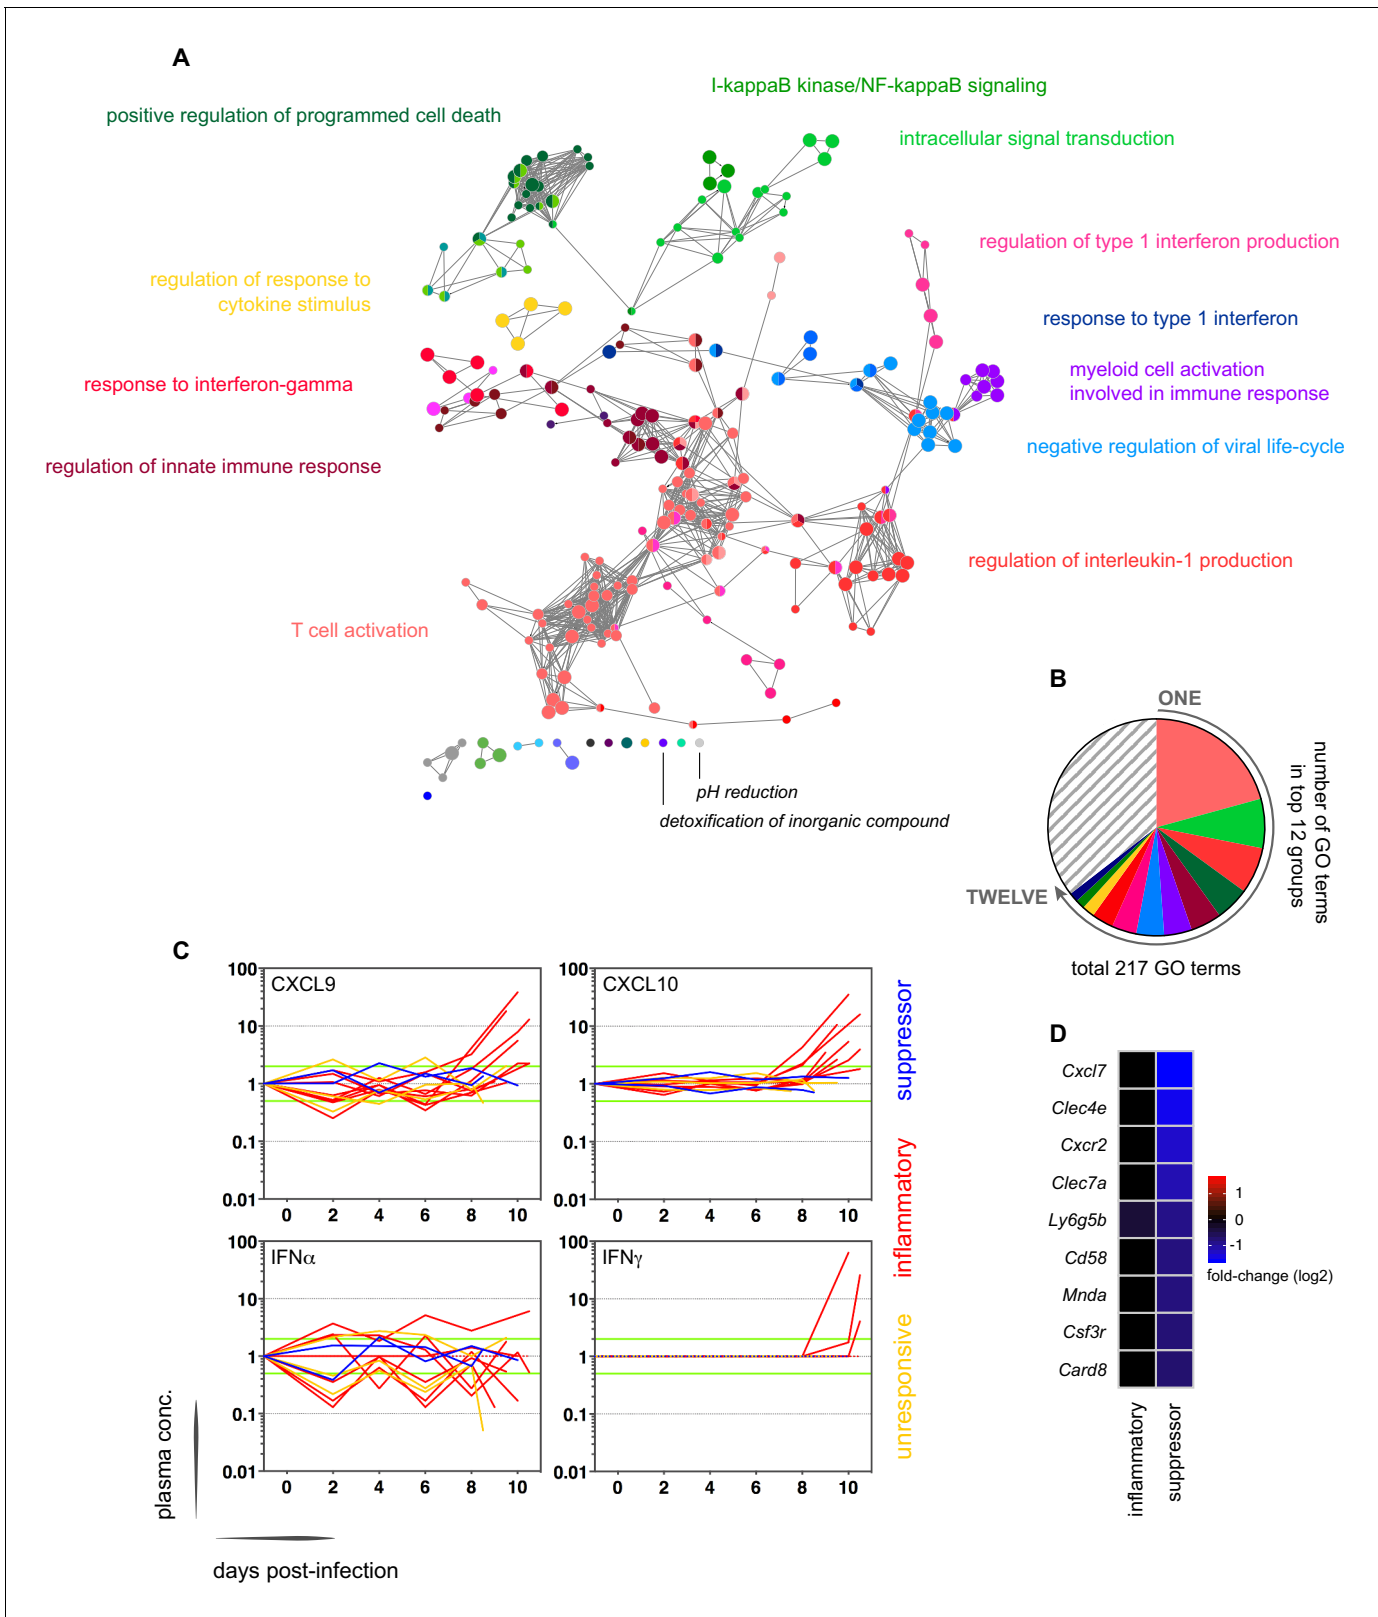 A
I-kappaB kinase/NF-kappaB signaling
positive regulation of programmed cell death
intracellular signal transduction
regulation of type 1 interferon production
regulation of response to
cytokine stimulus
response to type 1 interferon
myeloid cell activation
involved in immune response
response to interferon-gamma
negative regulation of viral life-cycle
regulation of innate immune response
regulation of interleukin-1 production
T cell activation
pH reduction
detoxification of inorganic compound
B
ONE
TWELVE
number of GO terms
in top 12 groups
total 217 GO terms
C
CXCL9
100
10
1
0.1
0.01
0 2 4 6 8 10
CXCL10
100
10
1
0.1
0.01
0 2 4 6 8 10
IFNα
100
10
1
0.1
0.01
0 2 4 6 8 10
IFNγ
100
10
1
0.1
0.01
0 2 4 6 8 10
suppressor
inflammatory
unresponsive
plasma conc.
days post-infection
D
Cxcl7
Clec4e
Cxcr2
Clec7a
Ly6g5b
Cd58
Mnda
Csf3r
Card8
inflammatory
suppressor
1
0
-1
fold-change (log2)